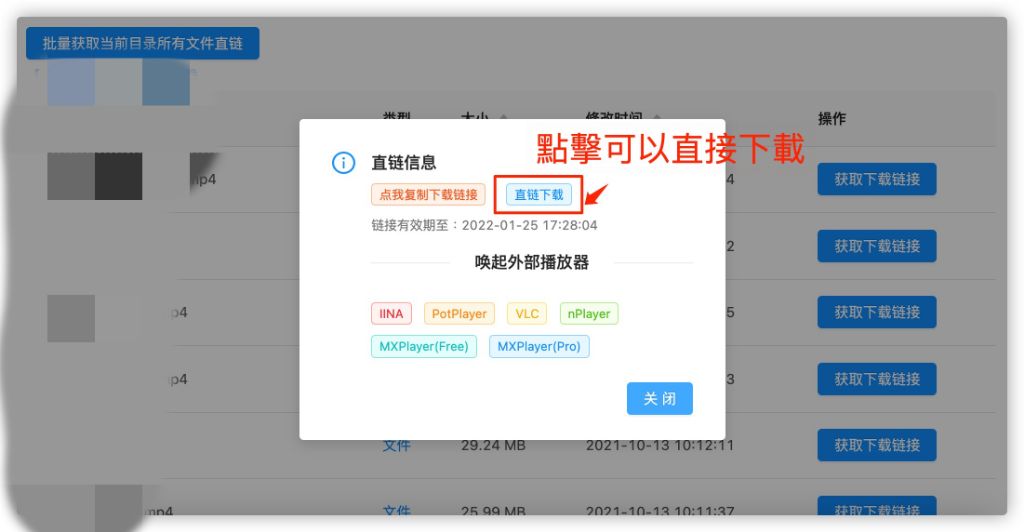 批量获取当前目录所有文件直链
类型 大小 修改时间 操作
點擊可以直接下載
直链信息
mp4 4 获取下载链接
点我复制下载链接 直链下载
链接有效期至：2022-01-25 17:28:04
2 获取下载链接
唤起外部播放器
IINA PotPlayer VLC nPlayer
p4 5 获取下载链接
MXPlayer(Free) MXPlayer(Pro)
p4 3 获取下载链接
关 闭
文件 29.24 MB 2021-10-13 10:12:11 获取下载链接
mp4 文件 25.99 MB 2021-10-13 10:11:37 获取下载链接